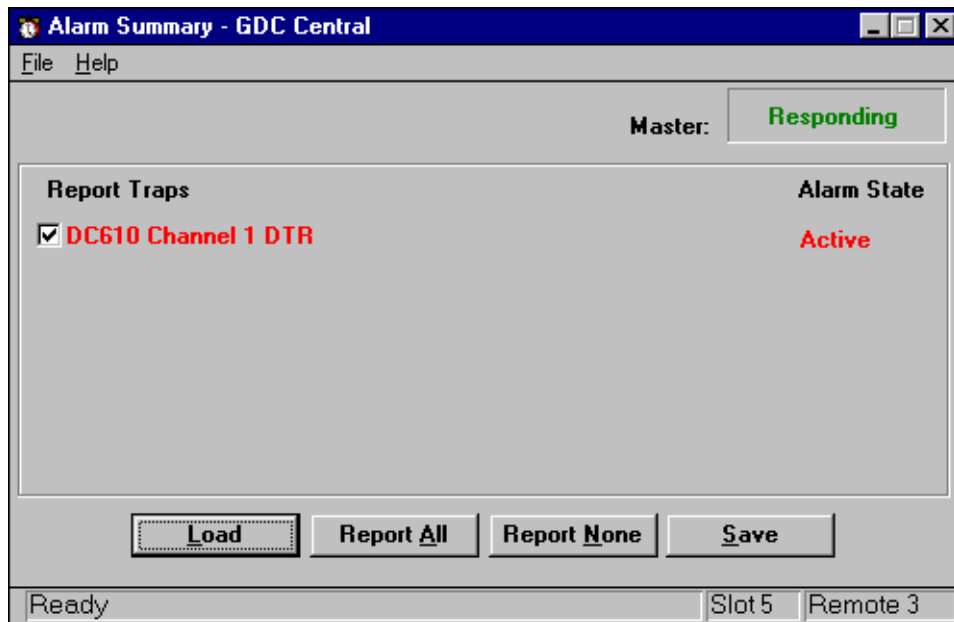 Alarm Summary - GDC Central
File Help
Master: Responding
Report Traps Alarm State
DC610 Channel 1 DTR Active
Load Report All Report None Save
Ready Slot 5 Remote 3